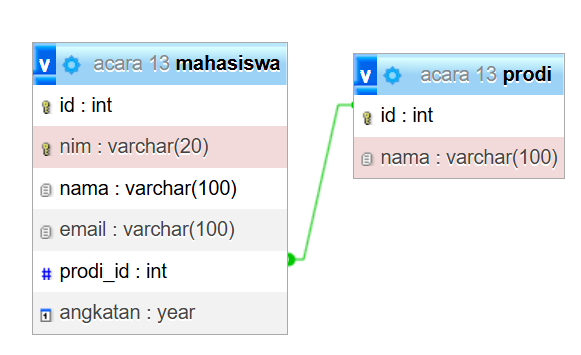 v acara 13 mahasiswa
id : int
nim : varchar(20)
nama : varchar(100)
email : varchar(100)
# prodi_id : int
1 angkatan : year
v acara 13 prodi
id : int
nama : varchar(100)